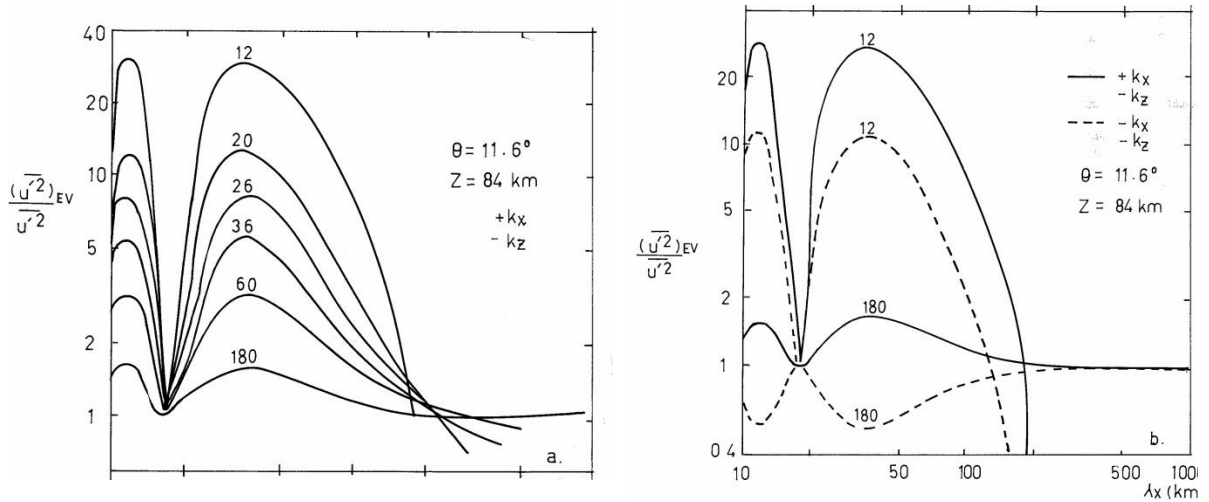 40
20
10
5
2
1
(u'²)EV
u'²
12
20
26
36
60
180
θ = 11.6°
Z = 84 km
+kx
- kz
a.
20
10
5
2
1
0 4
(u'²)EV
u'²
12
12
180
180
+ kx
- kz
- kx
- kz
θ = 11.6°
Z = 84 km
b.
10 50 100 500 1000
λx (km